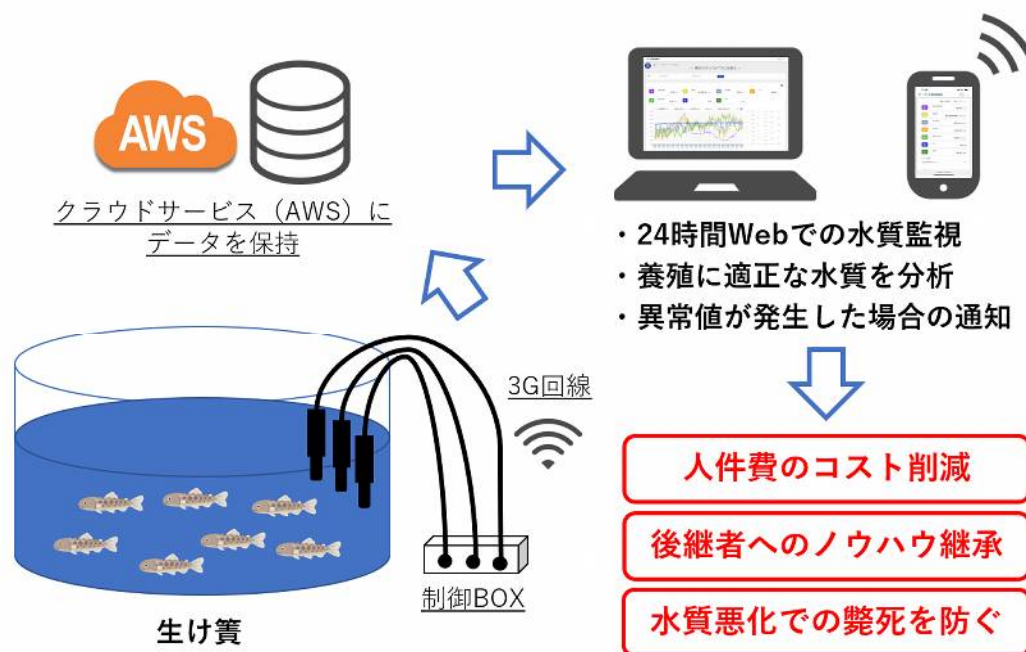 AWS
クラウドサービス（AWS）に
データを保持
・24時間Webでの水質監視
・養殖に適正な水質を分析
・異常値が発生した場合の通知
3G回線
制御BOX
生け簀
人件費のコスト削減
後継者へのノウハウ継承
水質悪化での斃死を防ぐ